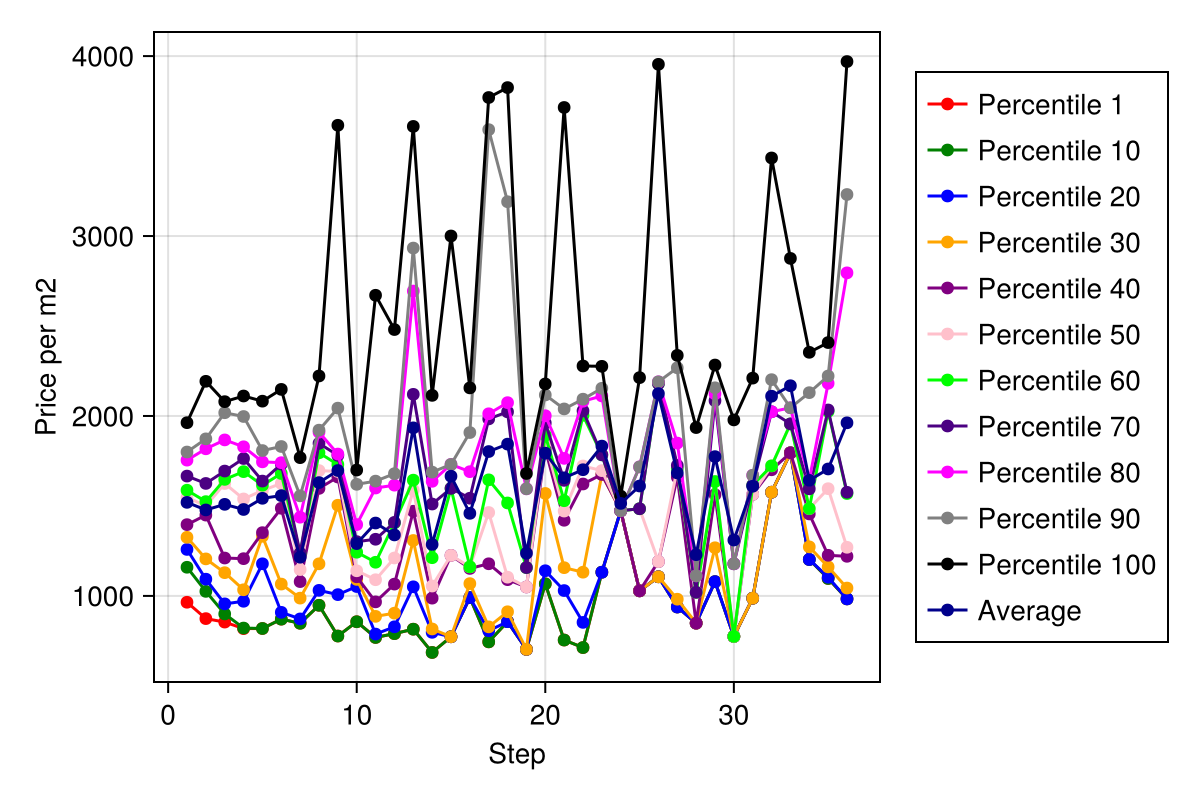 4000
3000
2000
1000
Price per m2
0
10
20
30
Step
Percentile 1
Percentile 10
Percentile 20
Percentile 30
Percentile 40
Percentile 50
Percentile 60
Percentile 70
Percentile 80
Percentile 90
Percentile 100
Average